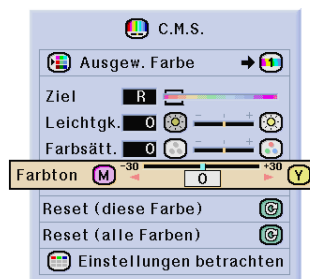 C.M.S.
Ausgew. Farbe 1
Ziel R
Leichtgk. 0 - +
Farbsätt. 0 - +
Farbton M -30 0 +30 Y
Reset (diese Farbe)
Reset (alle Farben)
Einstellungen betrachten